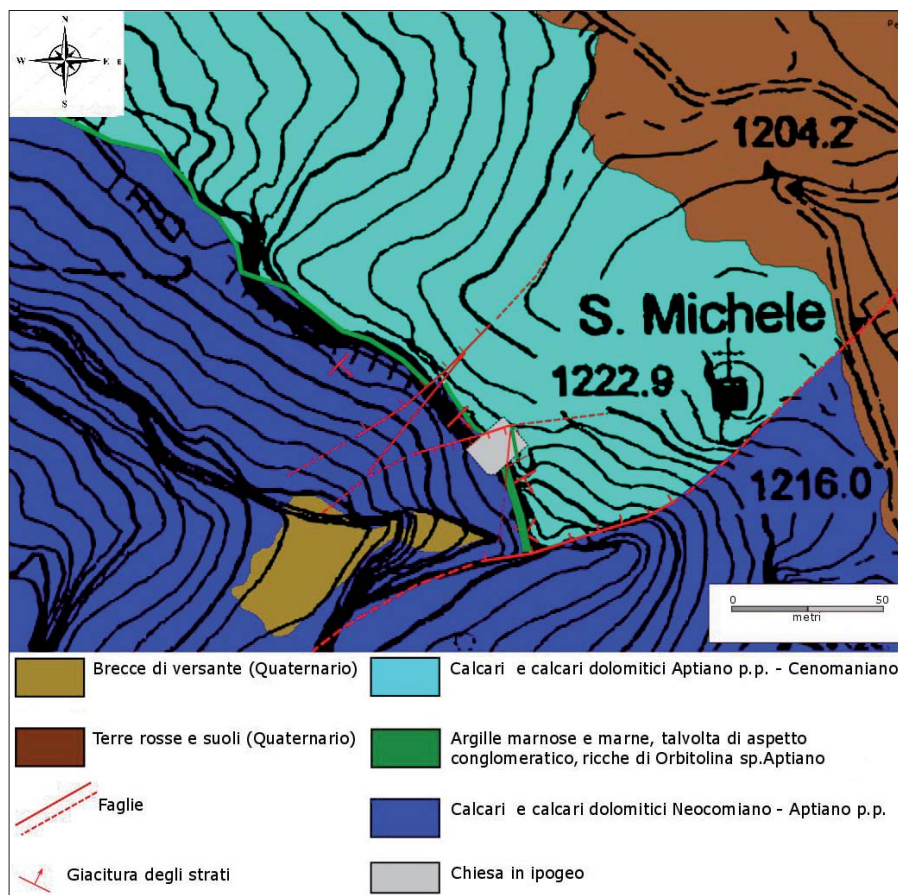 N
W E E
S
Pe
1204.2
S. Michele
1222.9
1216.0
0 50
metri
Brecce di versante (Quaternario)
Calcari e calcari dolomitici Aptiano p.p. - Cenomaniano
Terre rosse e suoli (Quaternario)
Argille marnose e marne, talvolta di aspetto
conglomeratico, ricche di Orbitolina sp.Aptiano
Faglie
Calcari e calcari dolomitici Neocomiano - Aptiano p.p.
Giacitura degli strati
Chiesa in ipogeo